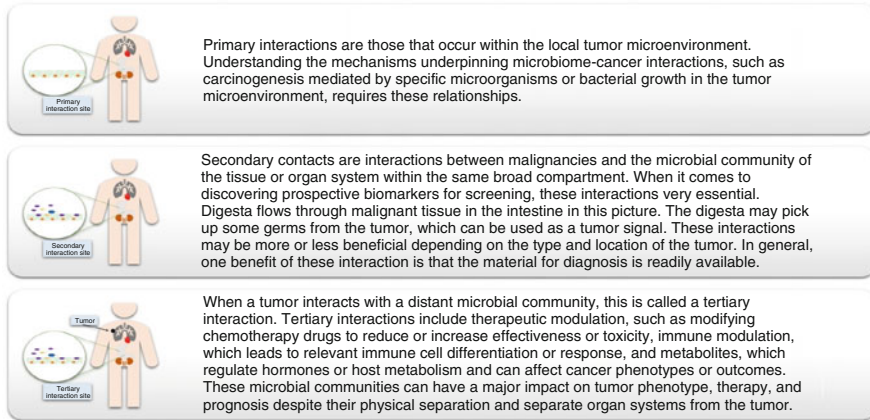 Primary
interaction site
Primary interactions are those that occur within the local tumor microenvironment.
Understanding the mechanisms underpinning microbiome-cancer interactions, such as
carcinogenesis mediated by specific microorganisms or bacterial growth in the tumor
microenvironment, requires these relationships.
Secondary
interaction site
Secondary contacts are interactions between malignancies and the microbial community of
the tissue or organ system within the same broad compartment. When it comes to
discovering prospective biomarkers for screening, these interactions very essential.
Digesta flows through malignant tissue in the intestine in this picture. The digesta may pick
up some germs from the tumor, which can be used as a tumor signal. These interactions
may be more or less beneficial depending on the type and location of the tumor. In general,
one benefit of these interaction is that the material for diagnosis is readily available.
Tumor
Tertiary
interaction site
When a tumor interacts with a distant microbial community, this is called a tertiary
interaction. Tertiary interactions include therapeutic modulation, such as modifying
chemotherapy drugs to reduce or increase effectiveness or toxicity, immune modulation,
which leads to relevant immune cell differentiation or response, and metabolites, which
regulate hormones or host metabolism and can affect cancer phenotypes or outcomes.
These microbial communities can have a major impact on tumor phenotype, therapy, and
prognosis despite their physical separation and separate organ systems from the tumor.